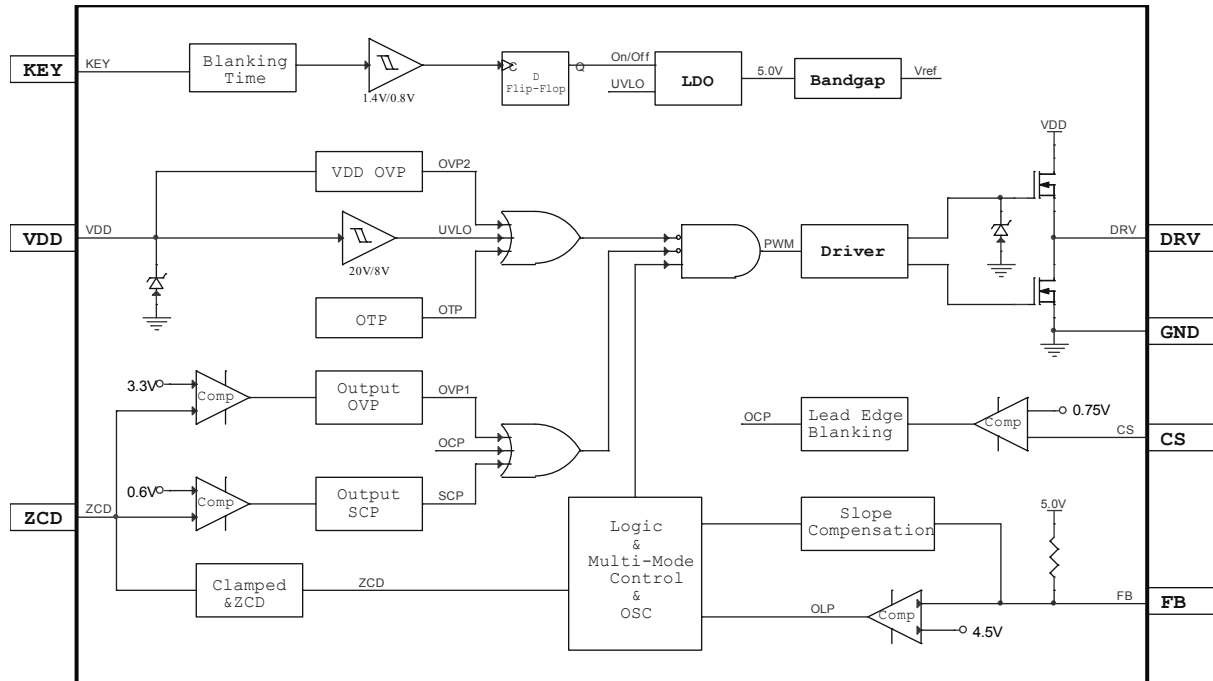 KEY
KEY
Blanking
Time
1.4V/0.8V
C
Q
D
Flip-Flop
On/Off
UVLO
LDO
5.0V
Bandgap
Vref
VDD
VDD OVP
OVP2
VDD
VDD
UVLO
20V/8V
PWM
Driver
DRV
DRV
OTP
OTP
GND
3.3V
Comp
Output
OVP
OVP1
OCP
OCP
Lead Edge
Blanking
Comp
0.75V
CS
CS
0.6V
Comp
Output
SCP
SCP
ZCD
ZCD
Logic
&
Multi-Mode
Control
&
OSC
Slope
Compensation
5.0V
Clamped
&ZCD
ZCD
OLP
Comp
4.5V
FB
FB